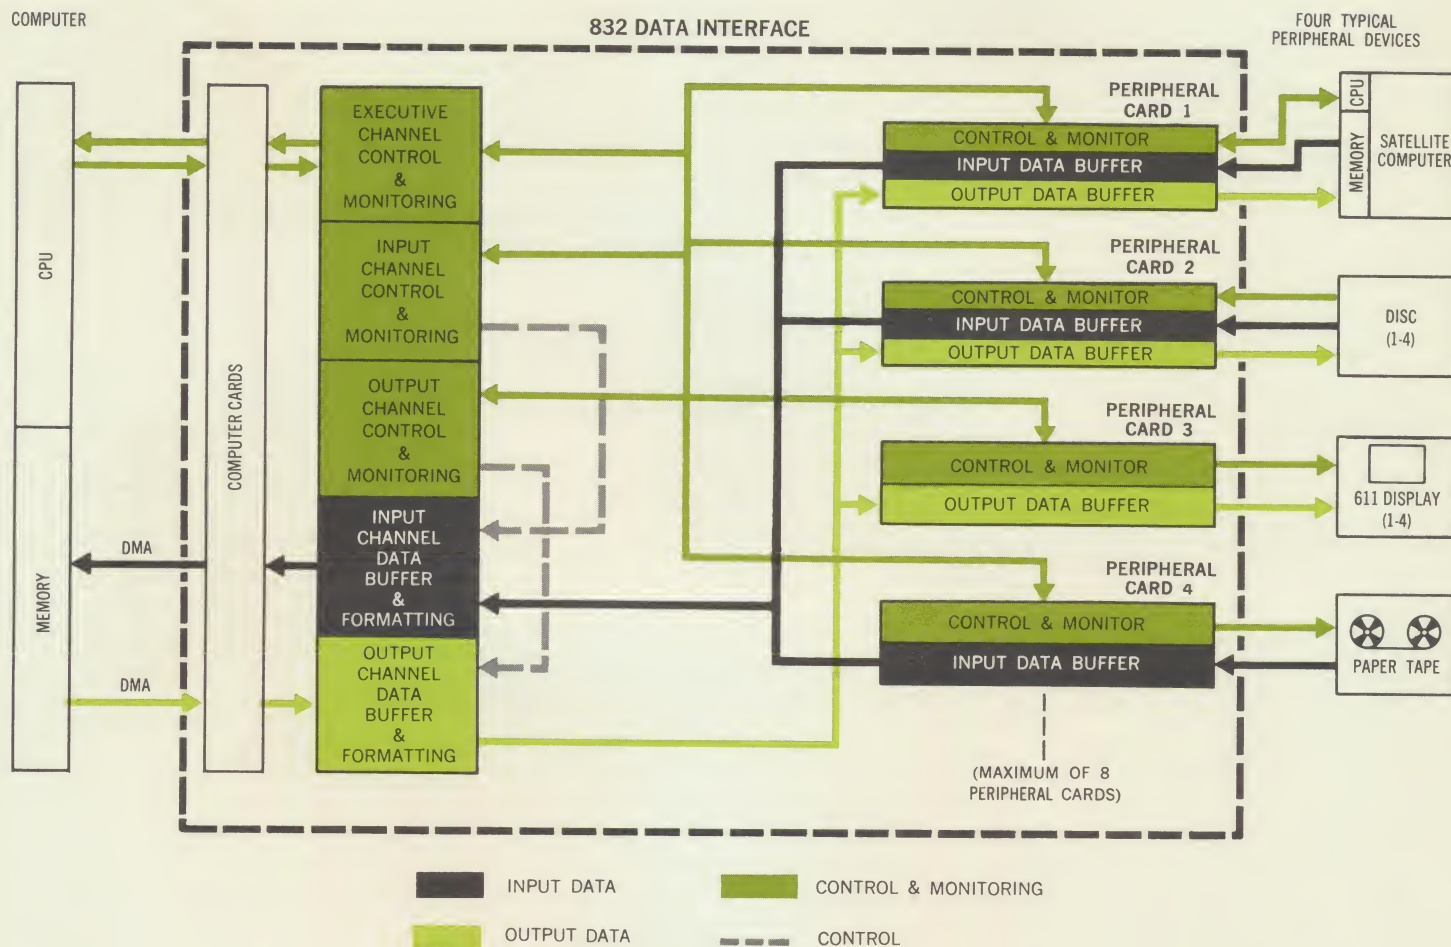 COMPUTER
832 DATA INTERFACE
FOUR TYPICAL
PERIPHERAL DEVICES
CPU
MEMORY
DMA
DMA
COMPUTER CARDS
EXECUTIVE
CHANNEL
CONTROL
&
MONITORING
INPUT
CHANNEL
CONTROL
&
MONITORING
OUTPUT
CHANNEL
CONTROL
&
MONITORING
INPUT
CHANNEL
DATA
BUFFER
&
FORMATTING
OUTPUT
CHANNEL
DATA
BUFFER
&
FORMATTING
PERIPHERAL
CARD 1
CONTROL & MONITOR
INPUT DATA BUFFER
OUTPUT DATA BUFFER
PERIPHERAL
CARD 2
CONTROL & MONITOR
INPUT DATA BUFFER
OUTPUT DATA BUFFER
PERIPHERAL
CARD 3
CONTROL & MONITOR
OUTPUT DATA BUFFER
PERIPHERAL
CARD 4
CONTROL & MONITOR
INPUT DATA BUFFER
(MAXIMUM OF 8
PERIPHERAL CARDS)
CPU
MEMORY
SATELLITE
COMPUTER
DISC
(1-4)
611 DISPLAY
(1-4)
PAPER TAPE
INPUT DATA
CONTROL & MONITORING
OUTPUT DATA
CONTROL